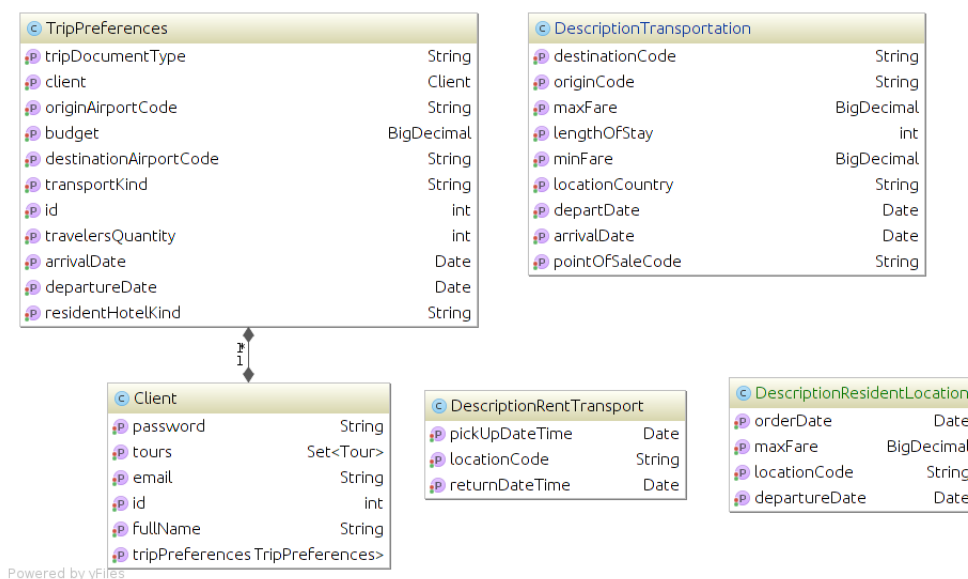 TripPreferences
tripDocumentType String
client Client
originAirportCode String
budget BigDecimal
destinationAirportCode String
transportKind String
id int
travelersQuantity int
arrivalDate Date
departureDate Date
residentHotelKind String
DescriptionTransportation
destinationCode String
originCode String
maxFare BigDecimal
lengthOfStay int
minFare BigDecimal
locationCountry String
departDate Date
arrivalDate Date
pointOfSaleCode String
1
Client
password String
tours Set<Tour>
email String
id int
fullName String
tripPreferences TripPreferences>
DescriptionRentTransport
pickUpDateTime Date
locationCode String
returnDateTime Date
DescriptionResidentLocation
orderDate Date
maxFare BigDecimal
locationCode String
departureDate Date
Powered by yFiles